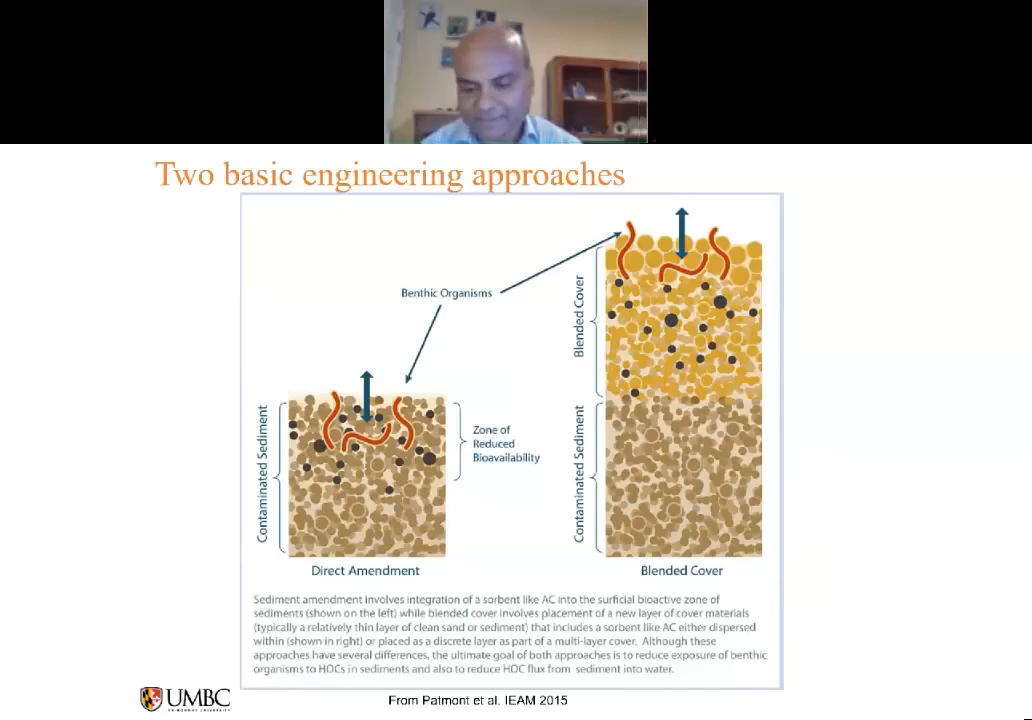 Two basic engineering approaches
Benthic Organisms
Blended Cover
Contaminated Sediment
Zone of
Reduced
Bioavailability
Contaminated Sediment
Direct Amendment
Blended Cover
Sediment amendment involves integration of a sorbent like AC into the surficial bioactive zone of
sediments (shown on the left) while blended cover involves placement of a new layer of cover materials
(typically a relatively thin layer of clean sand or sediment) that includes a sorbent like AC either dispersed
within (shown in right) or placed as a discrete layer as part of a multi-layer cover. Although these
approaches have several differences, the ultimate goal of both approaches is to reduce exposure of benthic
organisms to HOCs in sediments and also to reduce HOC flux from sediment into water.
UMBC
From Patmont et al. IEAM 2015